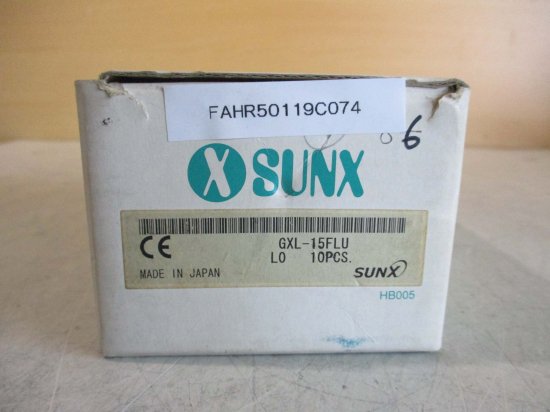 FAHR50119C074
6
SUNX
CE
GXL-15FLU
LO 10PCS.
MADE IN JAPAN
SUNX
HB005